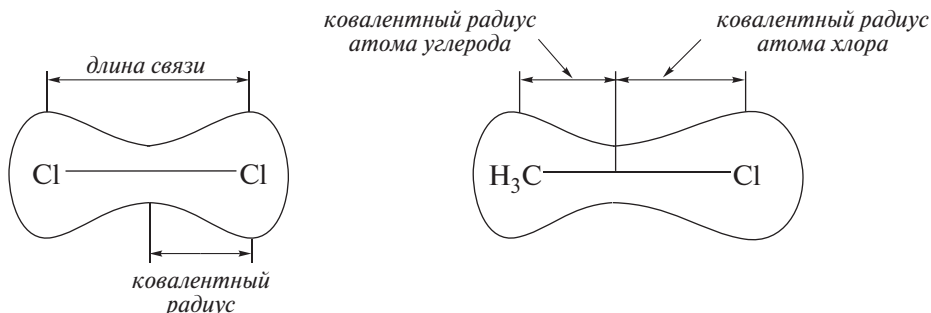 длина связи
Cl
Cl
ковалентный
радиус
ковалентный радиус
атома углерода
ковалентный радиус
атома хлора
H₃C
Cl